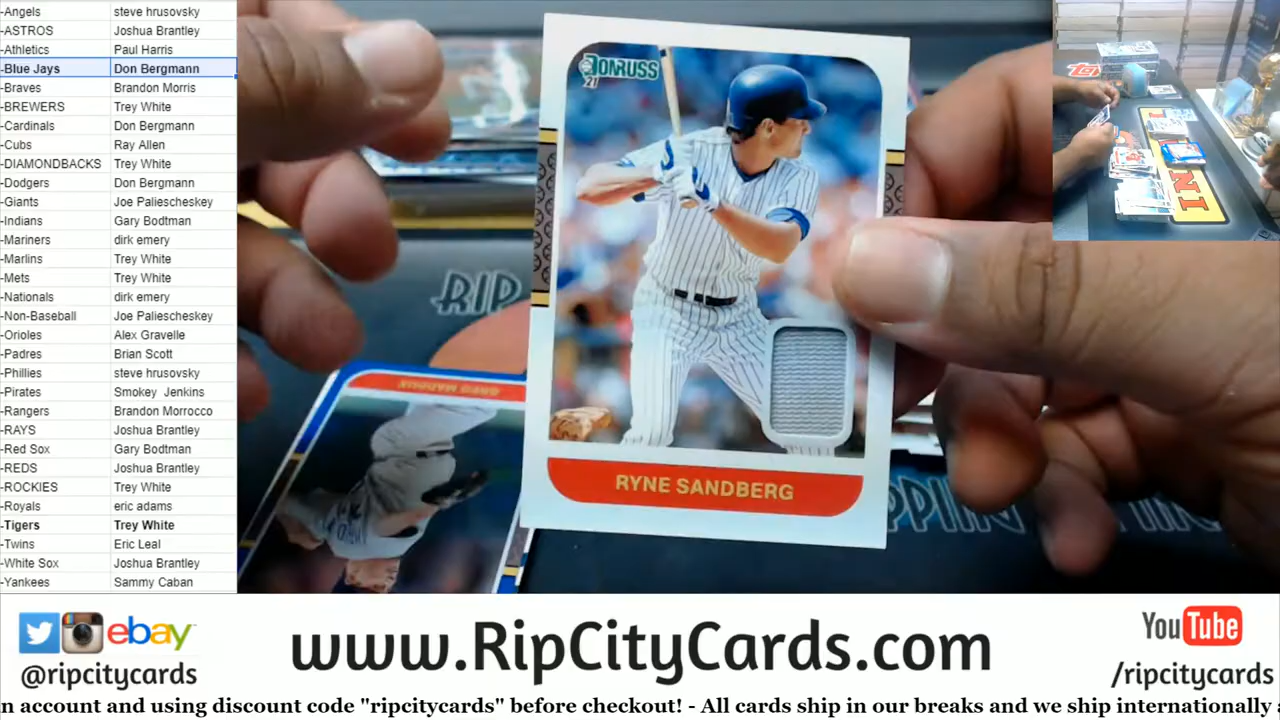 -Angels steve hrusovsky
-ASTROS Joshua Brantley
-Athletics Paul Harris
-Blue Jays Don Bergmann
-Braves Brandon Morris
-BREWERS Trey White
-Cardinals Don Bergmann
-Cubs Ray Allen
-DIAMONDBACKS Trey White
-Dodgers Don Bergmann
-Giants Joe Paliescheskey
-Indians Gary Bodtman
-Mariners dirk emery
-Marlins Trey White
-Mets Trey White
-Nationals dirk emery
-Non-Baseball Joe Paliescheskey
-Orioles Alex Gravelle
-Padres Brian Scott
-Phillies steve hrusovsky
-Pirates Smokey Jenkins
-Rangers Brandon Morrocco
-RAYS Joshua Brantley
-Red Sox Gary Bodtman
-REDS Joshua Brantley
-ROCKIES Trey White
-Royals eric adams
-Tigers Trey White
-Twins Eric Leal
-White Sox Joshua Brantley
-Yankees Sammy Caban
DONRUSS
21
RIP
GREG MADDUX
RYNE SANDBERG
ebay
@ripcitycards
www.RipCityCards.com
YouTube
/ripcitycards
n account and using discount code "ripcitycards" before checkout! - All cards ship in our breaks and we ship internationally